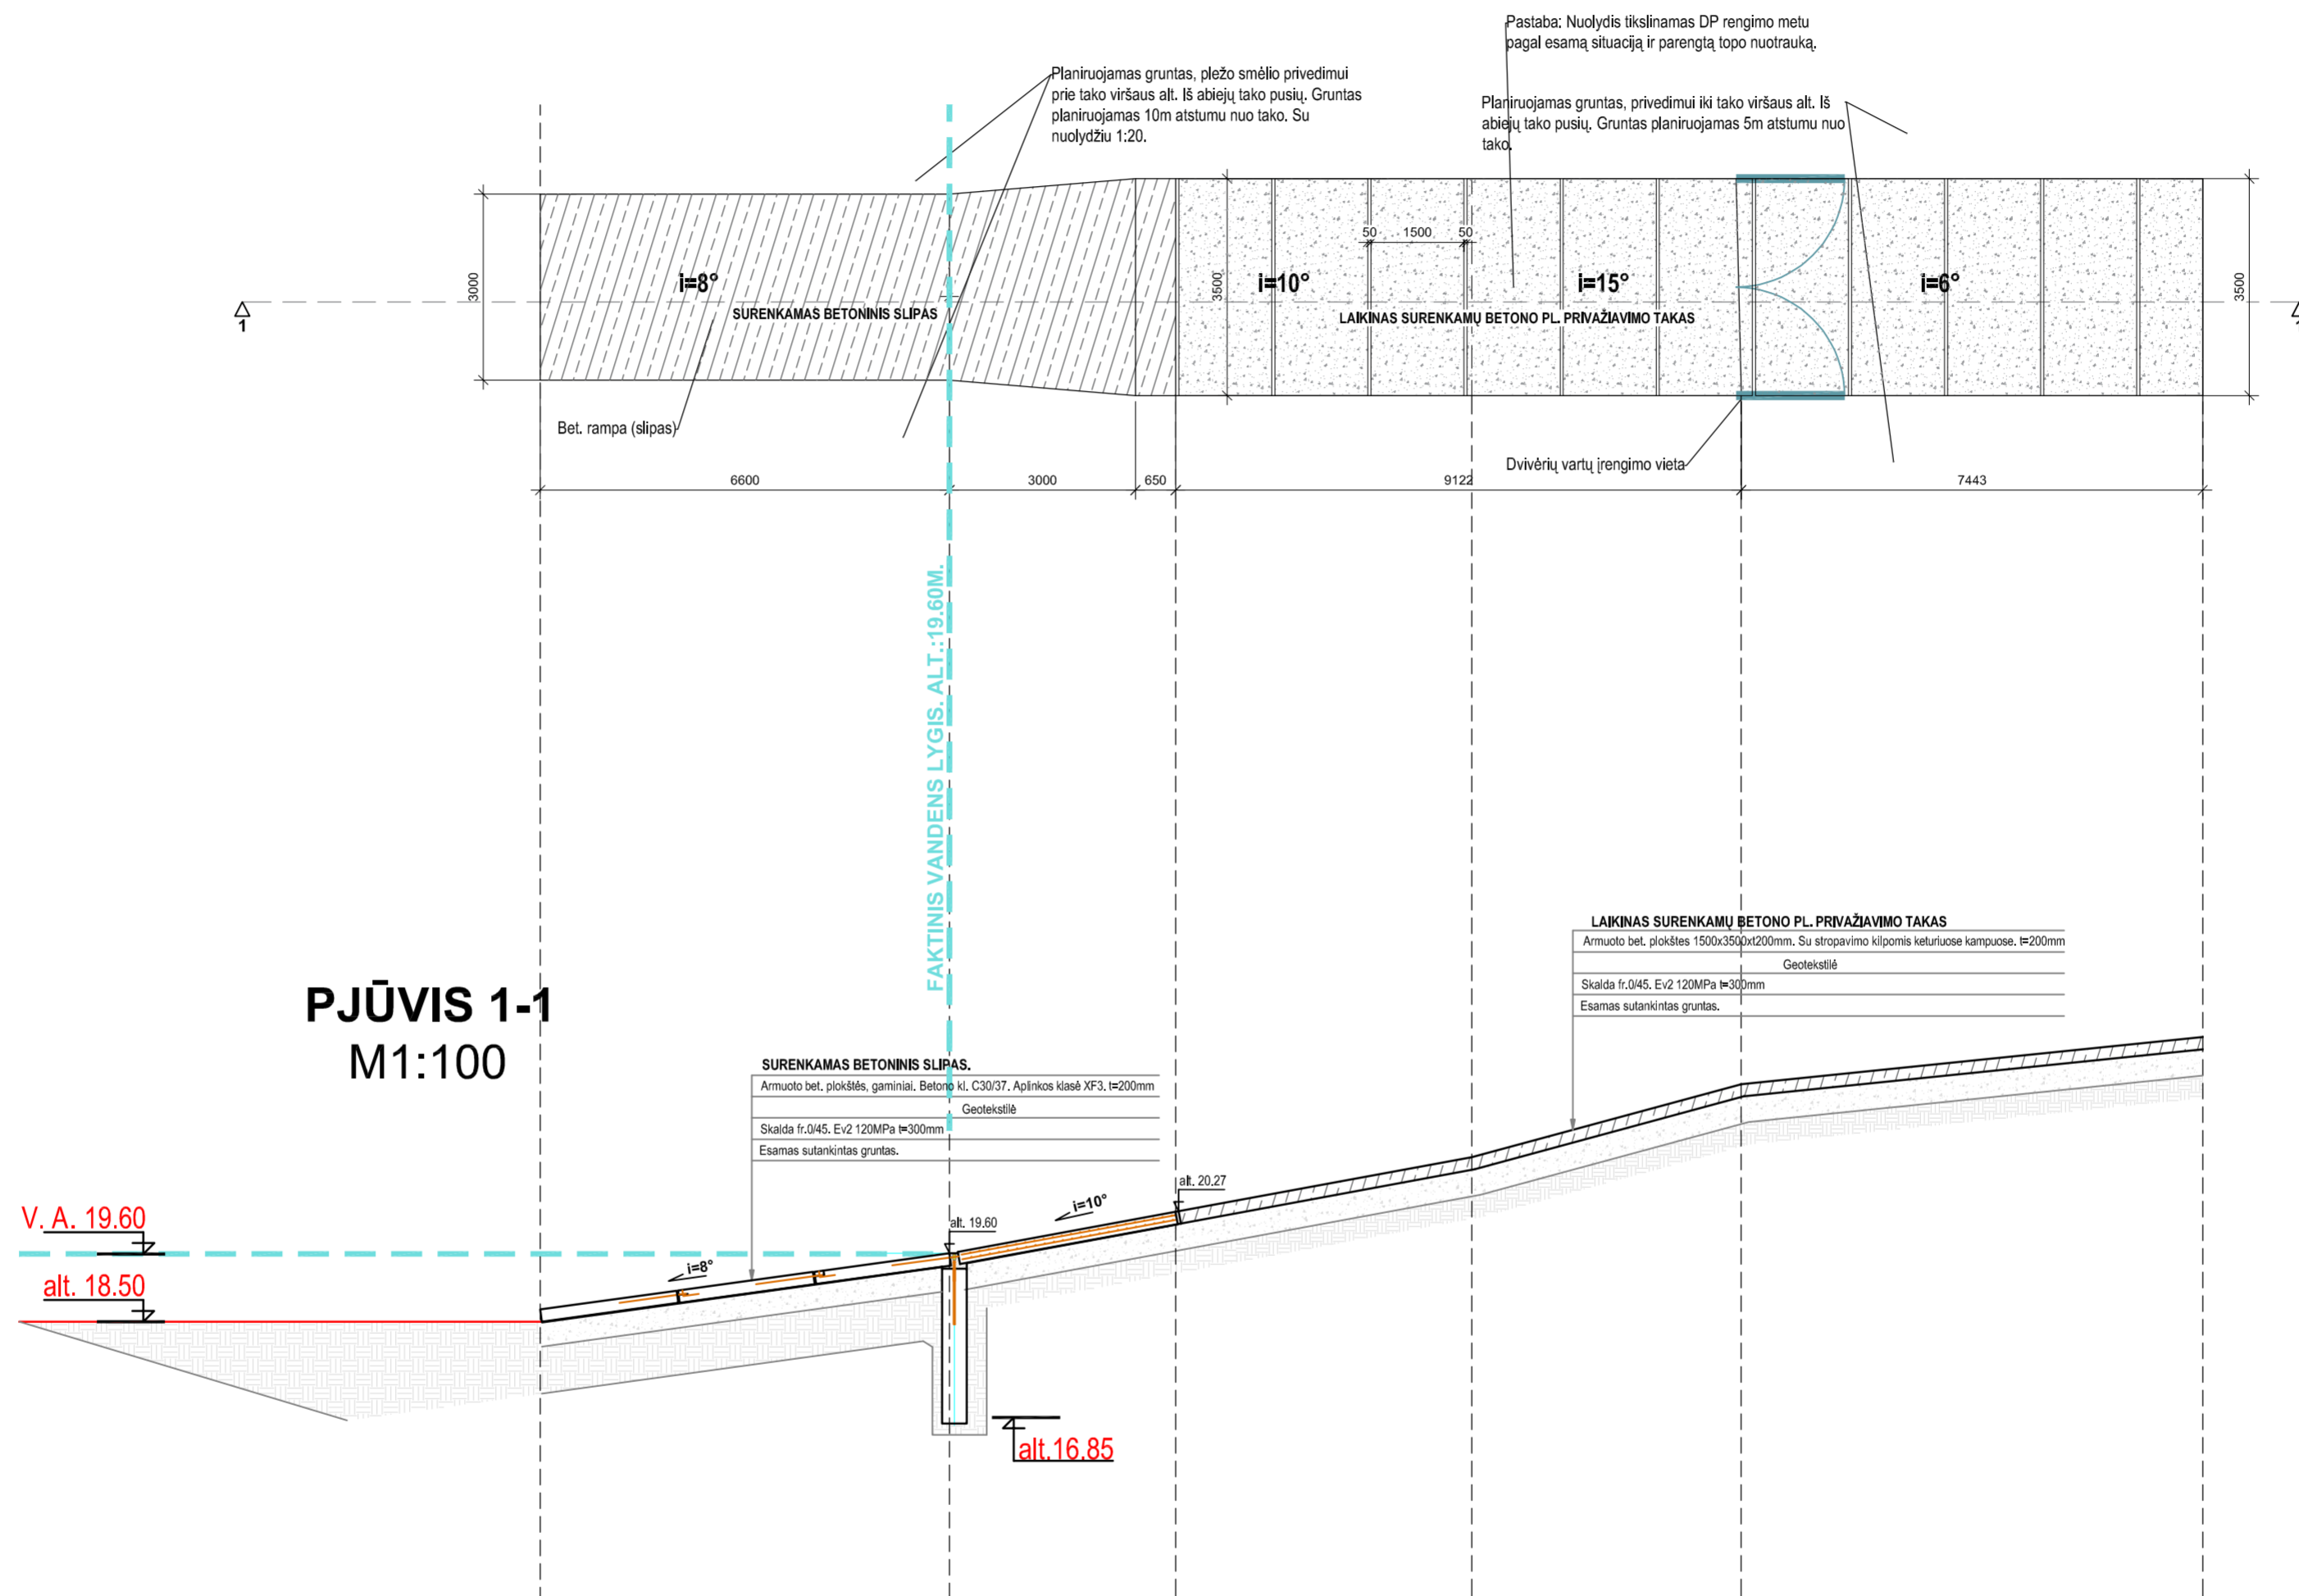 Pastaba: Nuolydis tikslinamas DP rengimo metu
pagal esamą situaciją ir parengtą topo nuotrauką.
Planiruojamas gruntas, pležo smėlio privedimui
prie tako viršaus alt. Iš abiejų tako pusių. Gruntas
planiruojamas 10m atstumu nuo tako. Su
nuolydžiu 1:20.
Planiruojamas gruntas, privedimui iki tako viršaus alt. Iš
abiejų tako pusių. Gruntas planiruojamas 5m atstumu nuo
tako.
50 1500 50
3000
i=8°
3500
i=10°
i=15°
i=6°
3500
1
SURENKAMAS BETONINIS SLIPAS
LAIKINAS SURENKAMŲ BETONO PL. PRIVAŽIAVIMO TAKAS
Bet. rampa (slipas)
Dvivėrių vartų įrengimo vieta
6600 3000 650 9122 7443
FAKTINIS VANDENS LYGIS. ALT.:19.60M.
LAIKINAS SURENKAMŲ BETONO PL. PRIVAŽIAVIMO TAKAS
Armuoto bet. plokštes 1500x3500xt200mm. Su stropavimo kilpomis keturiuose kampuose. t=200mm
Geotekstilė
Skalda fr.0/45. Ev2 120MPa t=300mm
Esamas sutankintas gruntas.
PJŪVIS 1-1
M1:100
SURENKAMAS BETONINIS SLIPAS.
Armuoto bet. plokštės, gaminiai. Betono kl. C30/37. Aplinkos klasė XF3. t=200mm
Geotekstilė
Skalda fr.0/45. Ev2 120MPa t=300mm
Esamas sutankintas gruntas.
alt. 20.27
i=10°
alt. 19.60
V. A. 19.60
i=8°
alt. 18.50
alt.16.85